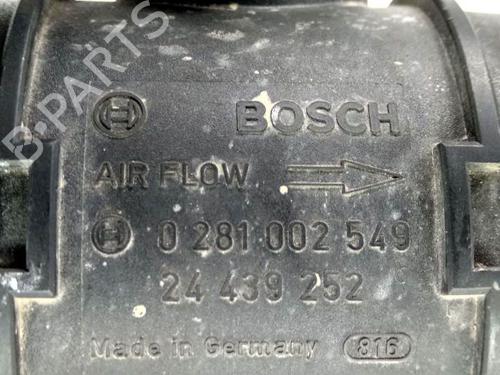 BOSCH
AIR FLOW
0 281 002 549
24 439 252
Made in Germany 816
B-PARTS